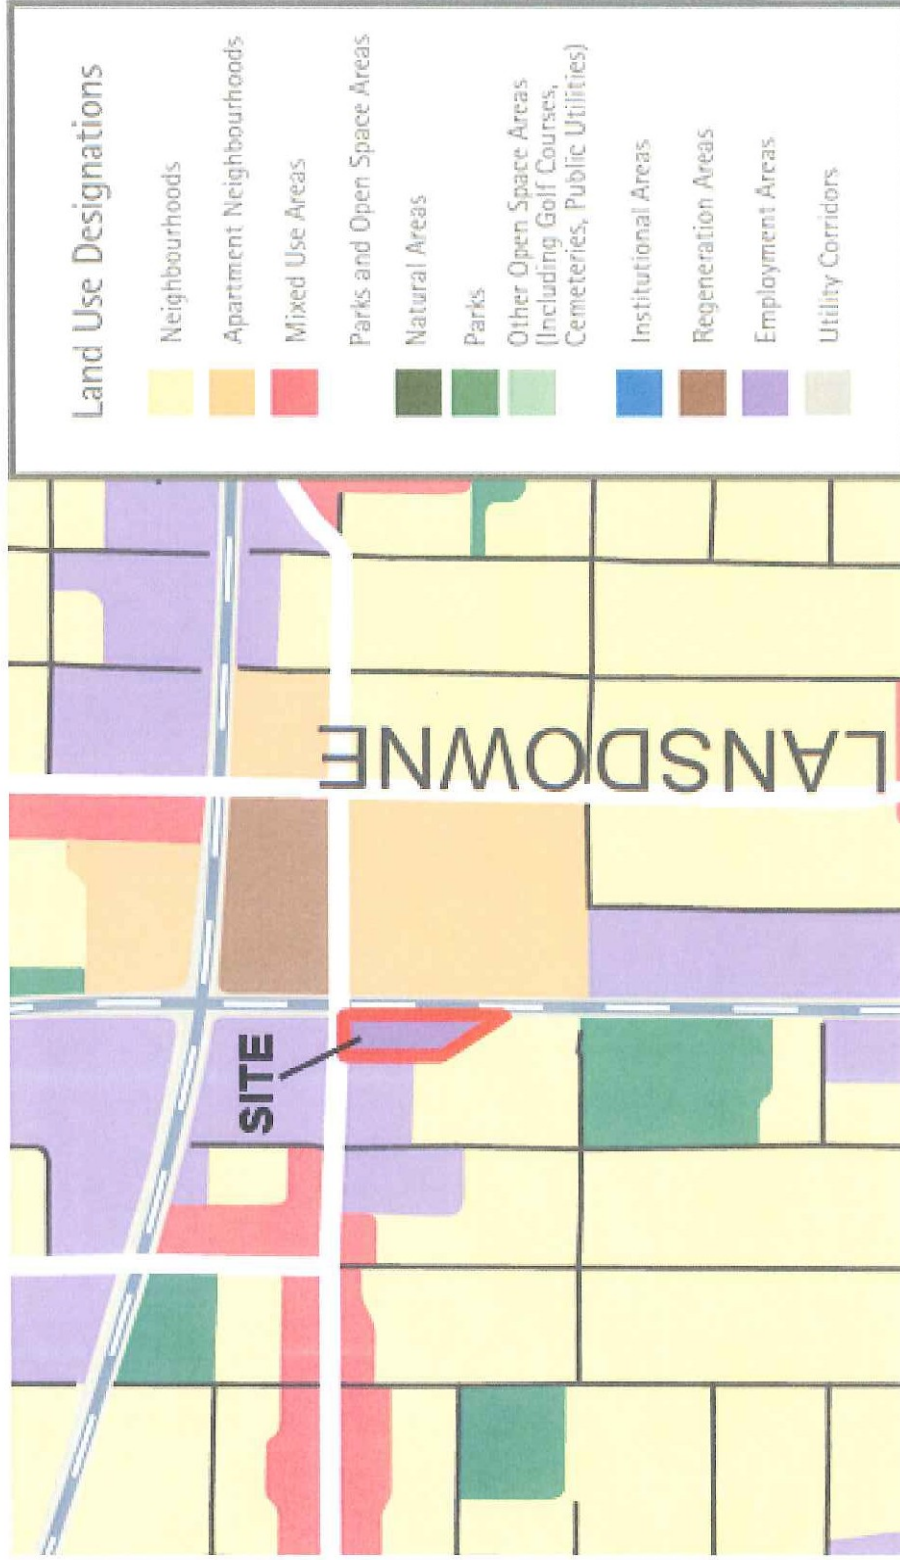 SITE
LANSDOWNE
Land Use Designations
Neighbourhoods
Apartment Neighbourhoods
Mixed Use Areas
Parks and Open Space Areas
Natural Areas
Parks
Other Open Space Areas
(Including Golf Courses,
Cemeteries, Public Utilities)
Institutional Areas
Regeneration Areas
Employment Areas
Utility Corridors